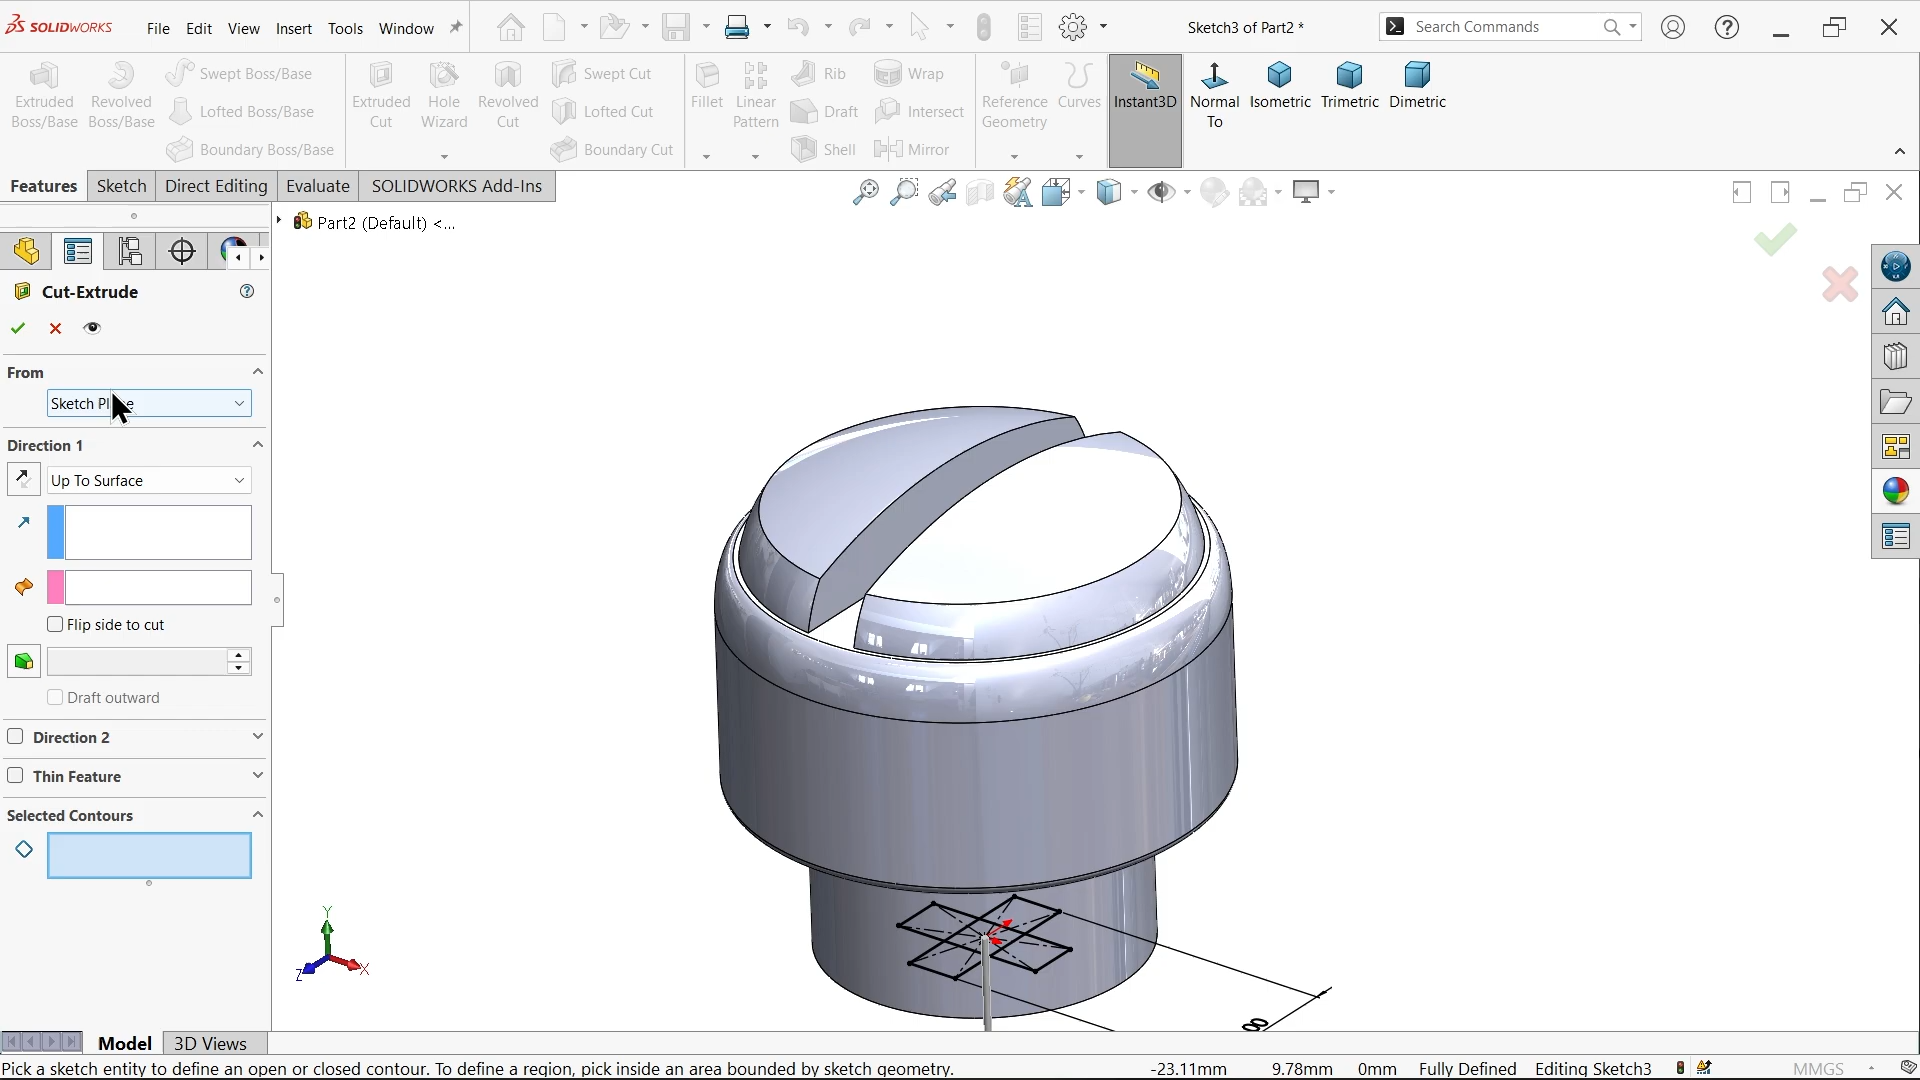 SOLIDWORKS File Edit View Insert Tools Window Sketch3 of Part2 * Search Commands
Extruded Boss/Base
Revolved Boss/Base
Swept Boss/Base
Lofted Boss/Base
Boundary Boss/Base
Extruded Cut
Hole Wizard
Revolved Cut
Swept Cut
Lofted Cut
Boundary Cut
Fillet
Linear Pattern
Rib
Draft
Shell
Wrap
Intersect
Mirror
Reference Geometry
Curves
Instant3D
Normal To
Isometric
Trimetric
Dimetric
Features Sketch Direct Editing Evaluate SOLIDWORKS Add-Ins
Part2 (Default) <...
Cut-Extrude
From
Sketch Plane
Direction 1
Up To Surface
Flip side to cut
Draft outward
Direction 2
Thin Feature
Selected Contours
Y
X
Z
00
Model 3D Views
Pick a sketch entity to define an open or closed contour. To define a region, pick inside an area bounded by sketch geometry. -23.11mm 9.78mm 0mm Fully Defined Editing Sketch3 MMGS